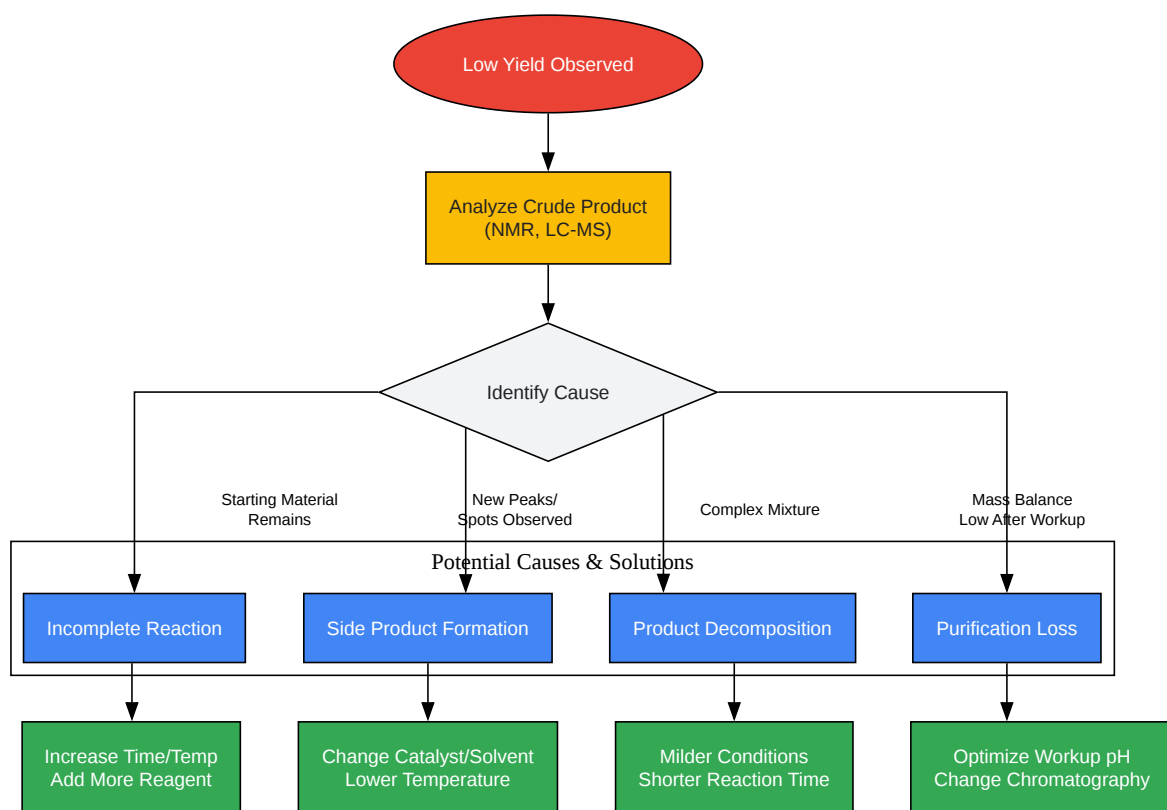 Low Yield Observed
Analyze Crude Product
(NMR, LC-MS)
Identify Cause
Starting Material
Remains
New Peaks/
Spots Observed
Complex Mixture
Mass Balance
Low After Workup
Potential Causes & Solutions
Incomplete Reaction
Side Product Formation
Product Decomposition
Purification Loss
Increase Time/Temp
Add More Reagent
Change Catalyst/Solvent
Lower Temperature
Milder Conditions
Shorter Reaction Time
Optimize Workup pH
Change Chromatography